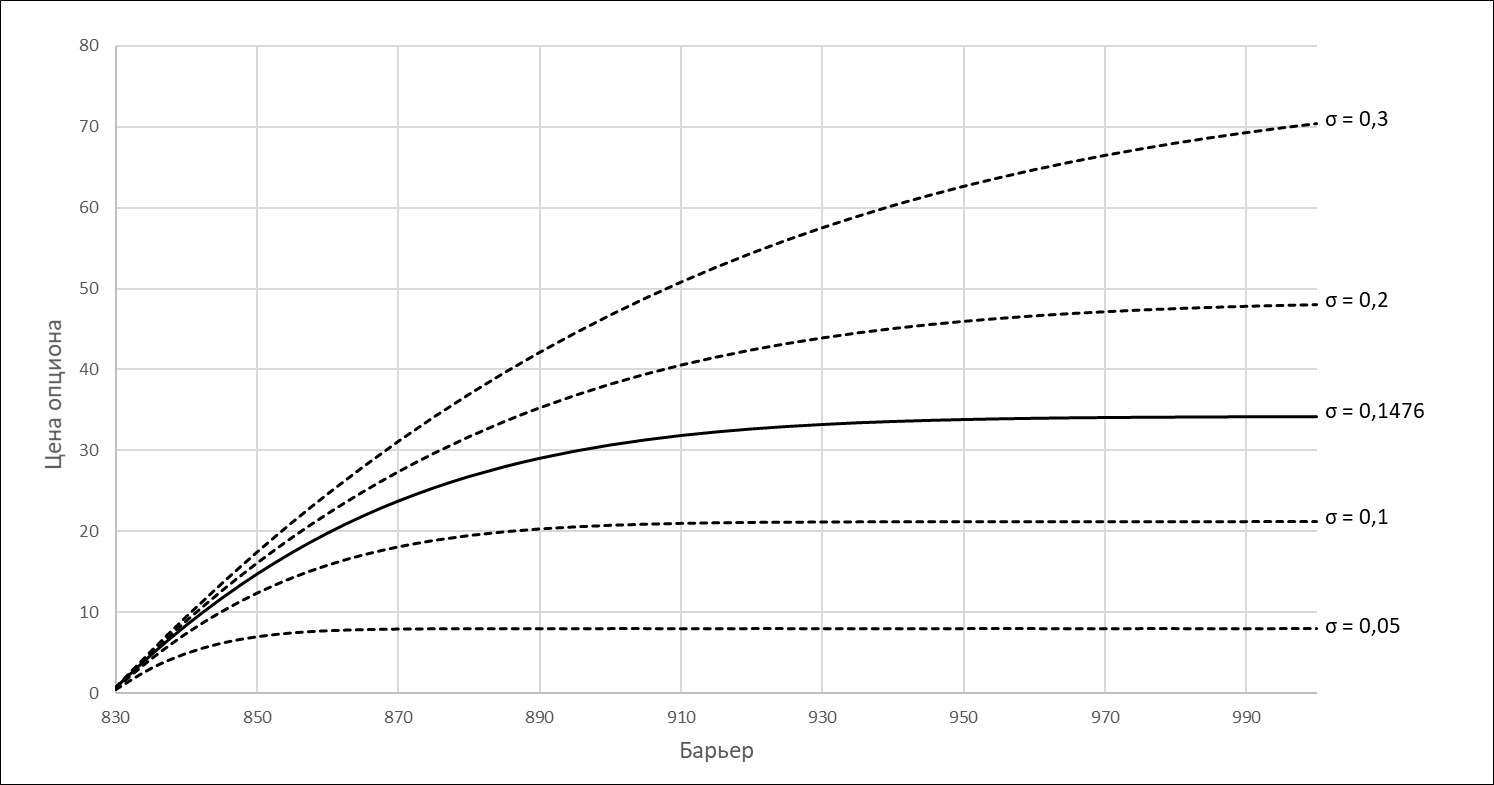 80
70
60
50
40
30
20
10
0
Цена опциона
830 850 870 890 910 930 950 970 990
Барьер
σ = 0,3
σ = 0,2
σ = 0,1476
σ = 0,1
σ = 0,05